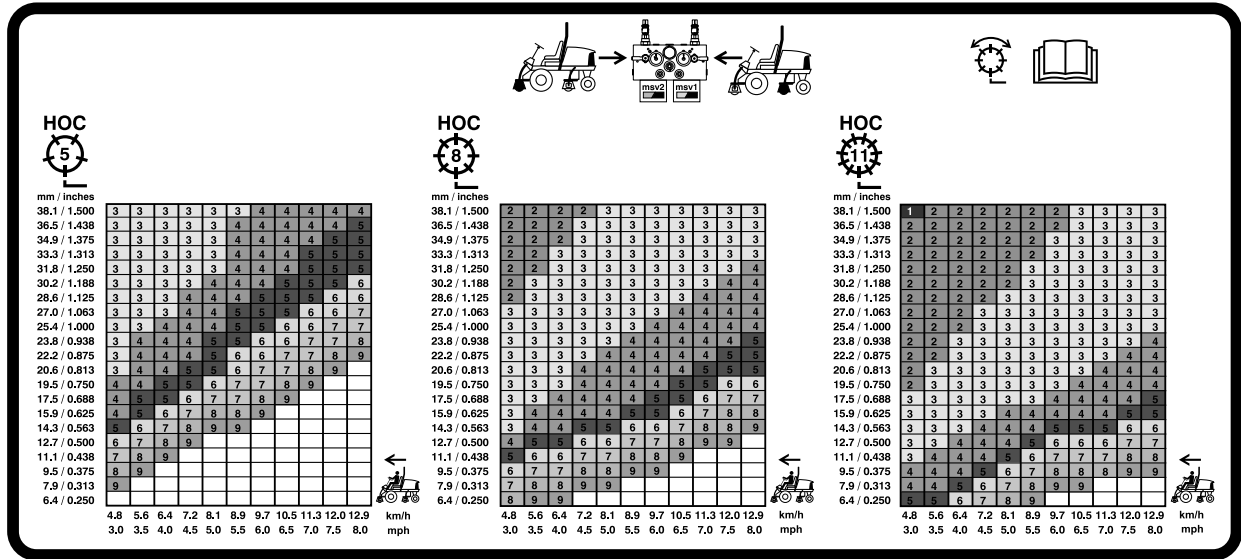 msv2 msv1
HOC
5
mm / inches
38.1 / 1.500 3 3 3 3 3 3 4 4 4 4 4
36.5 / 1.438 3 3 3 3 3 4 4 4 4 4 5
34.9 / 1.375 3 3 3 3 3 4 4 4 4 5 5
33.3 / 1.313 3 3 3 3 3 4 4 4 5 5 5
31.8 / 1.250 3 3 3 3 4 4 4 4 5 5 5
30.2 / 1.188 3 3 3 3 4 4 4 5 5 5 6
28.6 / 1.125 3 3 3 4 4 4 5 5 5 6 6
27.0 / 1.063 3 3 3 4 4 5 5 5 6 6 7
25.4 / 1.000 3 3 4 4 4 5 5 6 6 7 7
23.8 / 0.938 3 4 4 4 5 5 6 6 7 7 8
22.2 / 0.875 3 4 4 4 5 6 6 7 7 8 9
20.6 / 0.813 3 4 4 5 5 6 7 7 8 9
19.5 / 0.750 4 4 5 5 6 7 7 8 9
17.5 / 0.688 4 5 5 6 7 7 8 9
15.9 / 0.625 4 5 6 7 8 8 9
14.3 / 0.563 5 6 7 8 9 9
12.7 / 0.500 6 7 8 9
11.1 / 0.438 7 8 9
9.5 / 0.375 8 9
7.9 / 0.313 9
6.4 / 0.250
4.8 5.6 6.4 7.2 8.1 8.9 9.7 10.5 11.3 12.0 12.9 km/h
3.0 3.5 4.0 4.5 5.0 5.5 6.0 6.5 7.0 7.5 8.0 mph
HOC
8
mm / inches
38.1 / 1.500 2 2 2 2 3 3 3 3 3 3 3
36.5 / 1.438 2 2 2 3 3 3 3 3 3 3 3
34.9 / 1.375 2 2 2 3 3 3 3 3 3 3 3
33.3 / 1.313 2 2 3 3 3 3 3 3 3 3 3
31.8 / 1.250 2 2 3 3 3 3 3 3 3 3 4
30.2 / 1.188 2 3 3 3 3 3 3 3 3 4 4
28.6 / 1.125 2 3 3 3 3 3 3 3 4 4 4
27.0 / 1.063 3 3 3 3 3 3 3 4 4 4 4
25.4 / 1.000 3 3 3 3 3 3 4 4 4 4 4
23.8 / 0.938 3 3 3 3 3 4 4 4 4 4 5
22.2 / 0.875 3 3 3 3 4 4 4 4 4 5 5
20.6 / 0.813 3 3 3 4 4 4 4 4 5 5 5
19.5 / 0.750 3 3 3 4 4 4 4 5 5 6 6
17.5 / 0.688 3 3 4 4 4 4 5 5 6 6 7
15.9 / 0.625 3 4 4 4 4 5 5 6 7 7 8
14.3 / 0.563 3 4 4 5 5 6 6 7 7 8 9
12.7 / 0.500 4 5 5 6 6 7 7 8 9 9
11.1 / 0.438 5 6 6 7 7 8 8 9 9
9.5 / 0.375 6 7 7 8 8 9 9
7.9 / 0.313 7 8 8 9 9
6.4 / 0.250 8 9 9
4.8 5.6 6.4 7.2 8.1 8.9 9.7 10.5 11.3 12.0 12.9 km/h
3.0 3.5 4.0 4.5 5.0 5.5 6.0 6.5 7.0 7.5 8.0 mph
HOC
11
mm / inches
38.1 / 1.500 1 2 2 2 2 2 2 3 3 3 3
36.5 / 1.438 2 2 2 2 2 2 2 3 3 3 3
34.9 / 1.375 2 2 2 2 2 2 3 3 3 3 3
33.3 / 1.313 2 2 2 2 2 2 3 3 3 3 3
31.8 / 1.250 2 2 2 2 2 3 3 3 3 3 3
30.2 / 1.188 2 2 2 2 2 3 3 3 3 3 3
28.6 / 1.125 2 2 2 2 3 3 3 3 3 3 3
27.0 / 1.063 2 2 2 3 3 3 3 3 3 3 3
25.4 / 1.000 2 2 2 3 3 3 3 3 3 3 3
23.8 / 0.938 2 2 3 3 3 3 3 3 3 3 4
22.2 / 0.875 2 2 3 3 3 3 3 3 3 4 4
20.6 / 0.813 2 3 3 3 3 3 3 3 4 4 4
19.5 / 0.750 2 3 3 3 3 3 3 4 4 4 4
17.5 / 0.688 3 3 3 3 3 3 4 4 4 4 5
15.9 / 0.625 3 3 3 3 4 4 4 4 4 5 5
14.3 / 0.563 3 3 3 4 4 4 5 5 5 6 6
12.7 / 0.500 3 3 4 4 4 5 6 6 6 7 7
11.1 / 0.438 3 4 4 4 5 6 6 7 7 8 8
9.5 / 0.375 4 4 4 5 6 7 8 8 8 9 9
7.9 / 0.313 4 4 5 6 7 8 9 9
6.4 / 0.250 5 5 6 7 8 9
4.8 5.6 6.4 7.2 8.1 8.9 9.7 10.5 11.3 12.0 12.9 km/h
3.0 3.5 4.0 4.5 5.0 5.5 6.0 6.5 7.0 7.5 8.0 mph